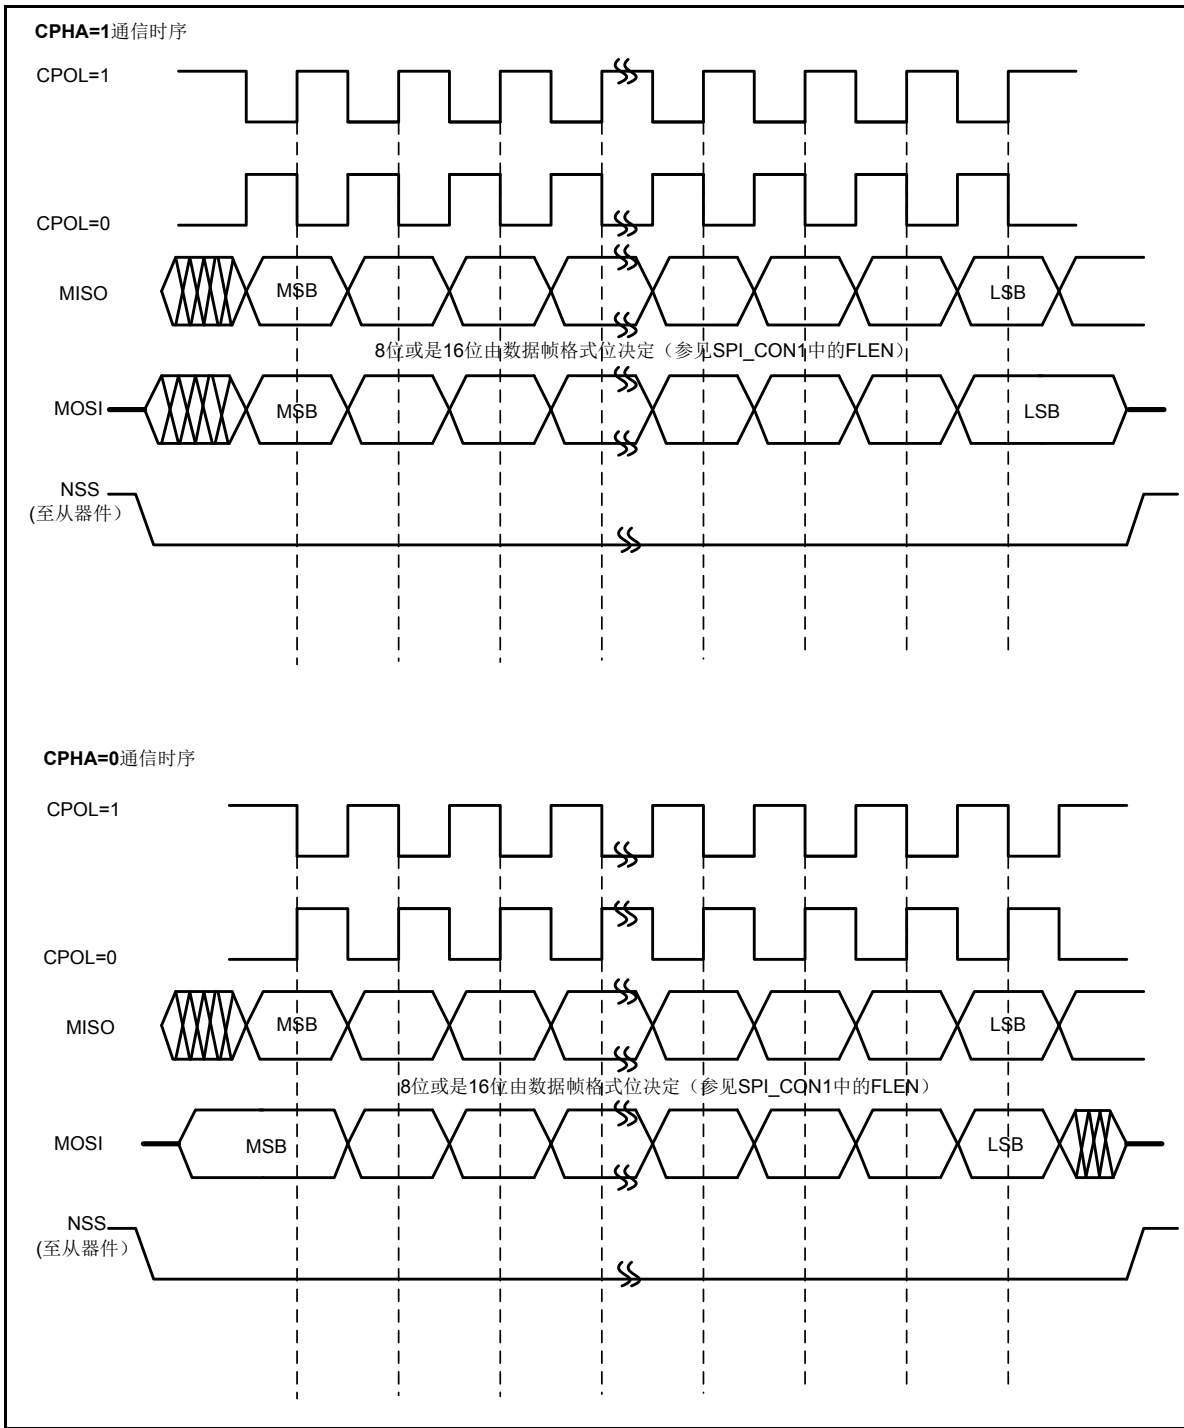 CPHA=1通信时序
CPOL=1
CPOL=0
MISO
MSB
LSB
8位或是16位由数据帧格式位决定（参见SPI_CON1中的FLEN）
MOSI
MSB
LSB
NSS
(至从器件）
CPHA=0通信时序
CPOL=1
CPOL=0
MISO
MSB
LSB
8位或是16位由数据帧格式位决定（参见SPI_CON1中的FLEN）
MOSI
MSB
LSB
NSS
(至从器件）